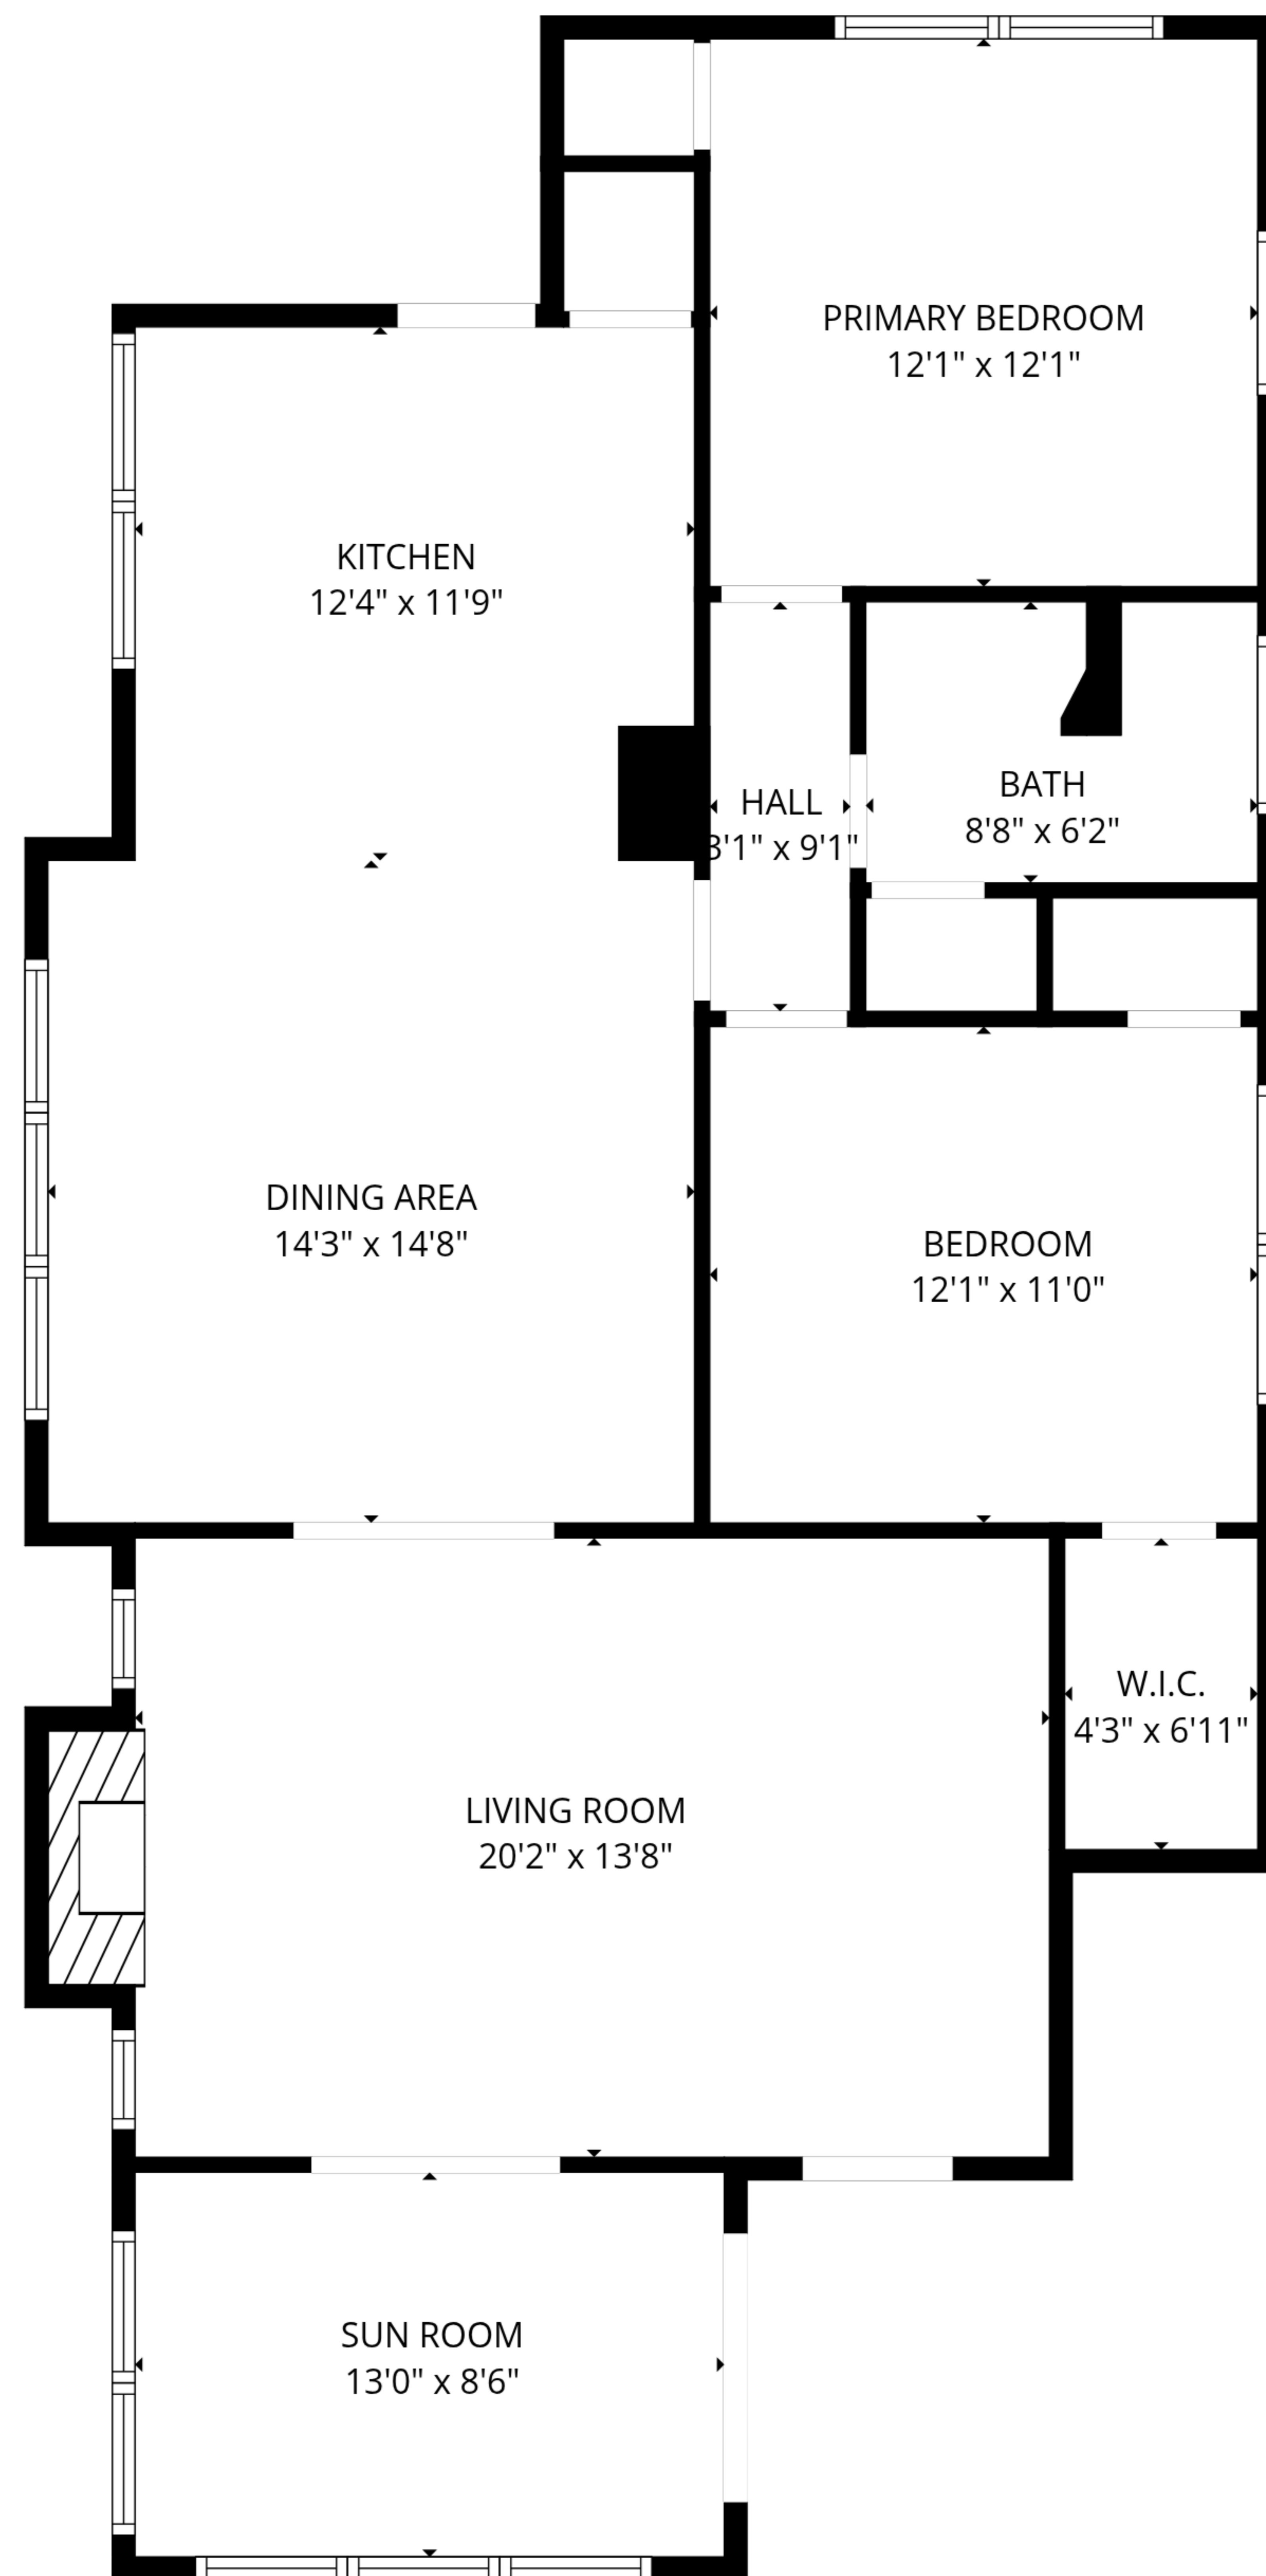 PRIMARY BEDROOM
12'1" x 12'1"
KITCHEN
12'4" x 11'9"
HALL
3'1" x 9'1"
BATH
8'8" x 6'2"
DINING AREA
14'3" x 14'8"
BEDROOM
12'1" x 11'0"
W.I.C.
4'3" x 6'11"
LIVING ROOM
20'2" x 13'8"
SUN ROOM
13'0" x 8'6"